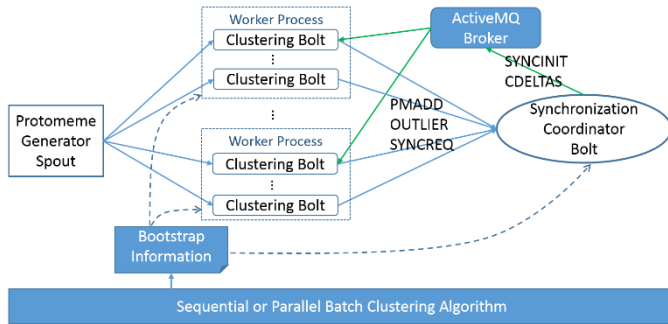 Worker Process
Clustering Bolt
...
Clustering Bolt
...
Worker Process
Clustering Bolt
...
Clustering Bolt
Protomeme
Generator
Spout
ActiveMQ
Broker
SYNCINIT
CDELTAS
PMADD
OUTLIER
SYNCREQ
Synchronization
Coordinator
Bolt
Bootstrap
Information
Sequential or Parallel Batch Clustering Algorithm